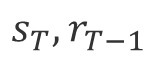 s_T, r_{T−1}